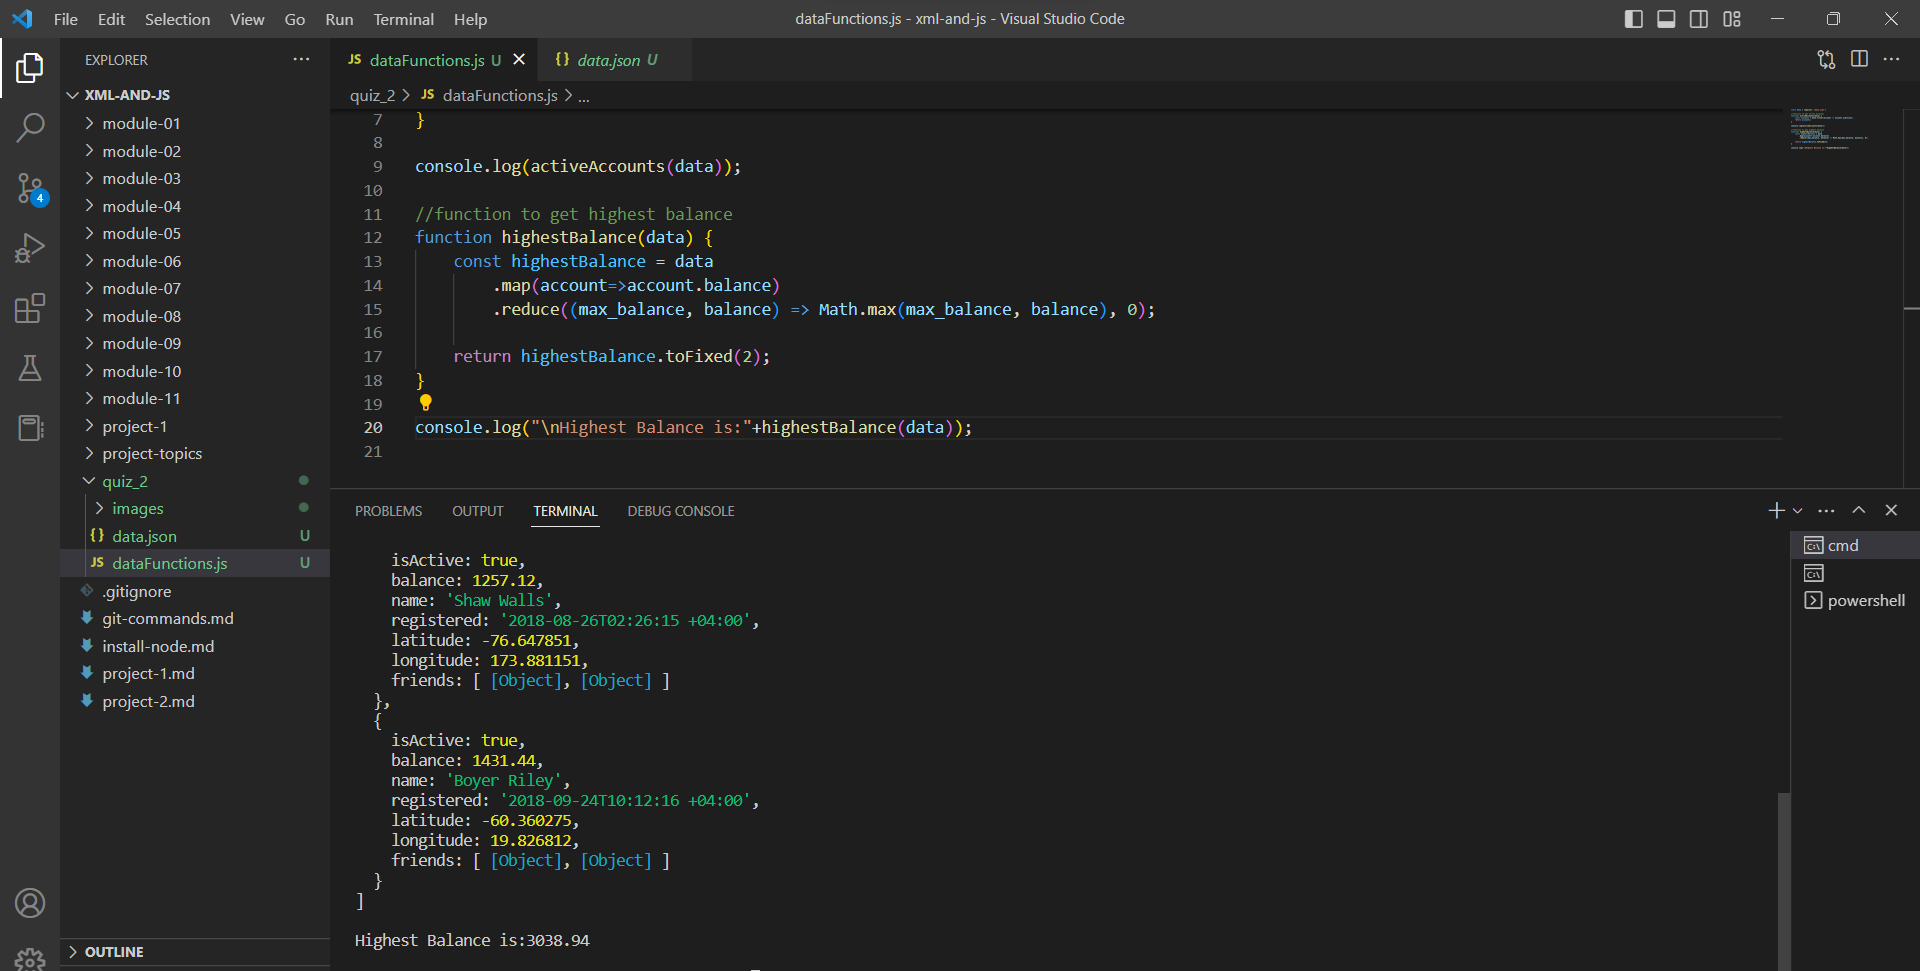 File Edit Selection View Go Run Terminal Help
dataFunctions.js - xml-and-js - Visual Studio Code
EXPLORER
XML-AND-JS
module-01
module-02
module-03
module-04
module-05
module-06
module-07
module-08
module-09
module-10
module-11
project-1
project-topics
quiz_2
images
{} data.json U
JS dataFunctions.js U
.gitignore
git-commands.md
install-node.md
project-1.md
project-2.md
OUTLINE
4
JS dataFunctions.js U
{} data.json U
quiz_2 > JS dataFunctions.js > ...
7 }
8
9 console.log(activeAccounts(data));
10
11 //function to get highest balance
12 function highestBalance(data) {
13 const highestBalance = data
14 .map(account=>account.balance)
15 .reduce((max_balance, balance) => Math.max(max_balance, balance), 0);
16
17 return highestBalance.toFixed(2);
18 }
19
20 console.log("\nHighest Balance is:"+highestBalance(data));
21
PROBLEMS OUTPUT TERMINAL DEBUG CONSOLE
isActive: true,
balance: 1257.12,
name: 'Shaw Walls',
registered: '2018-08-26T02:26:15 +04:00',
latitude: -76.647851,
longitude: 173.881151,
friends: [ [Object], [Object] ]
},
{
isActive: true,
balance: 1431.44,
name: 'Boyer Riley',
registered: '2018-09-24T10:12:16 +04:00',
latitude: -60.360275,
longitude: 19.826812,
friends: [ [Object], [Object] ]
}
]
Highest Balance is:3038.94
cmd
powershell